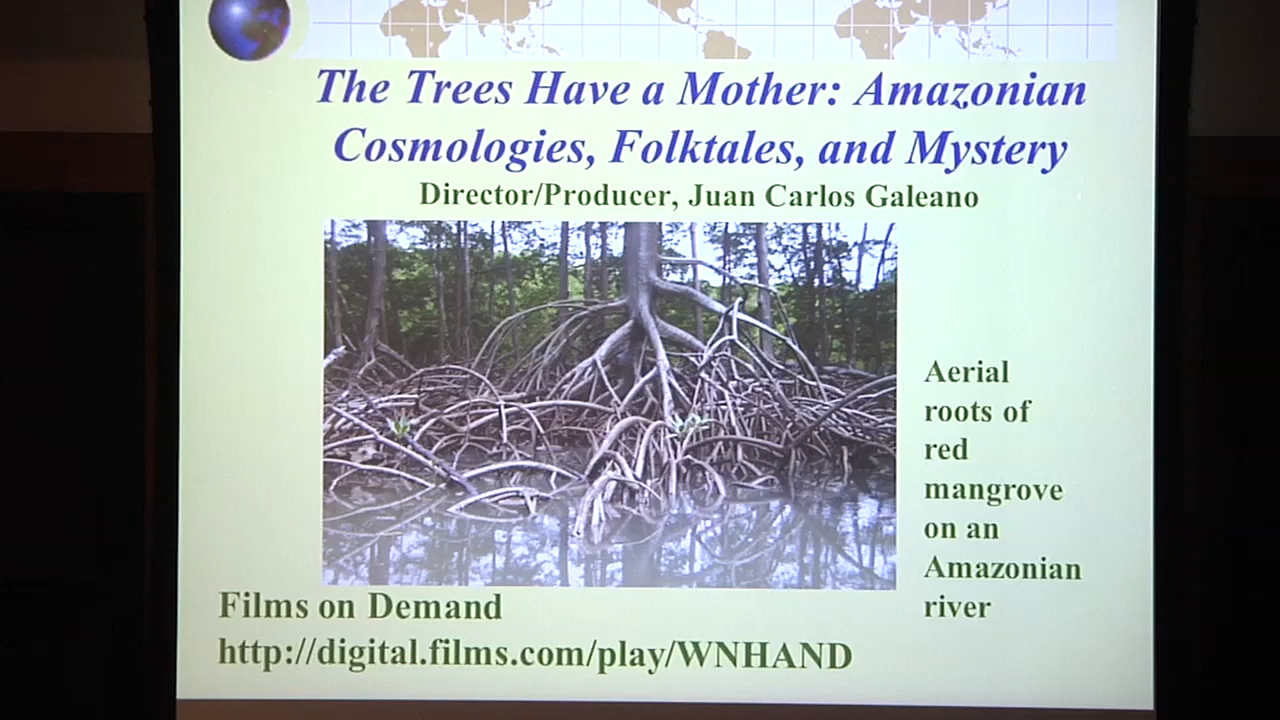 The Trees Have a Mother: Amazonian
Cosmologies, Folktales, and Mystery
Director/Producer, Juan Carlos Galeano
Aerial
roots of
red
mangrove
on an
Amazonian
river
Films on Demand
http://digital.films.com/play/WNHAND